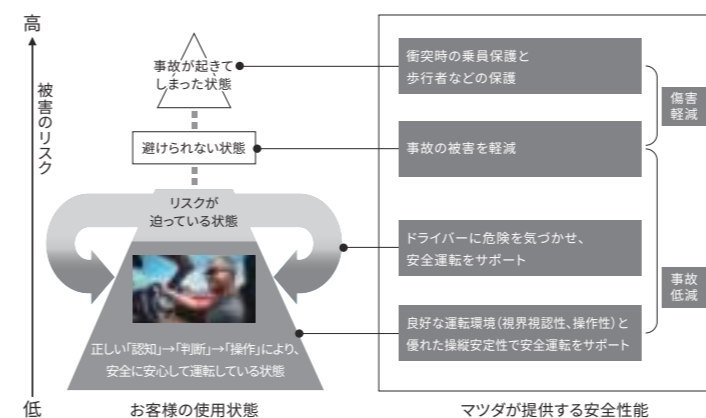 高
被害のリスク
低
事故が起きて
しまった状態
避けられない状態
リスクが
迫っている状態
正しい「認知」→「判断」→「操作」により、
安全に安心して運転している状態
お客様の使用状態
衝突時の乗員保護と
歩行者などの保護
事故の被害を軽減
ドライバーに危険を気づかせ、
安全運転をサポート
良好な運転環境(視界視認性、操作性)と
優れた操縦安定性で安全運転をサポート
傷害
軽減
事故
低減
マツダが提供する安全性能